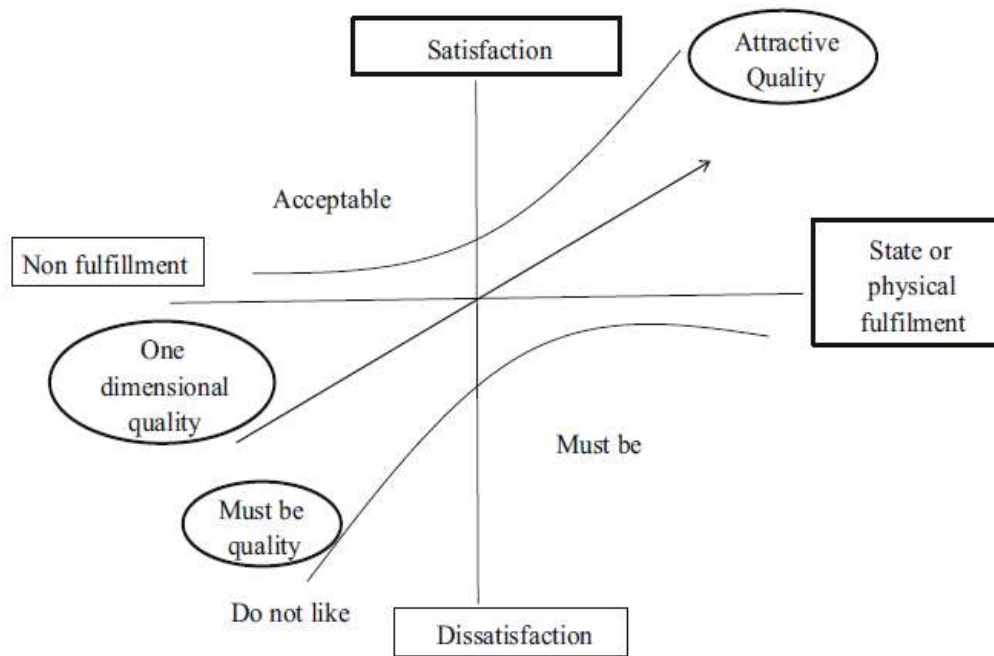 Satisfaction
Attractive
Quality
Acceptable
Non fulfillment
State or
physical
fulfilment
One
dimensional
quality
Must be
Must be
quality
Do not like
Dissatisfaction